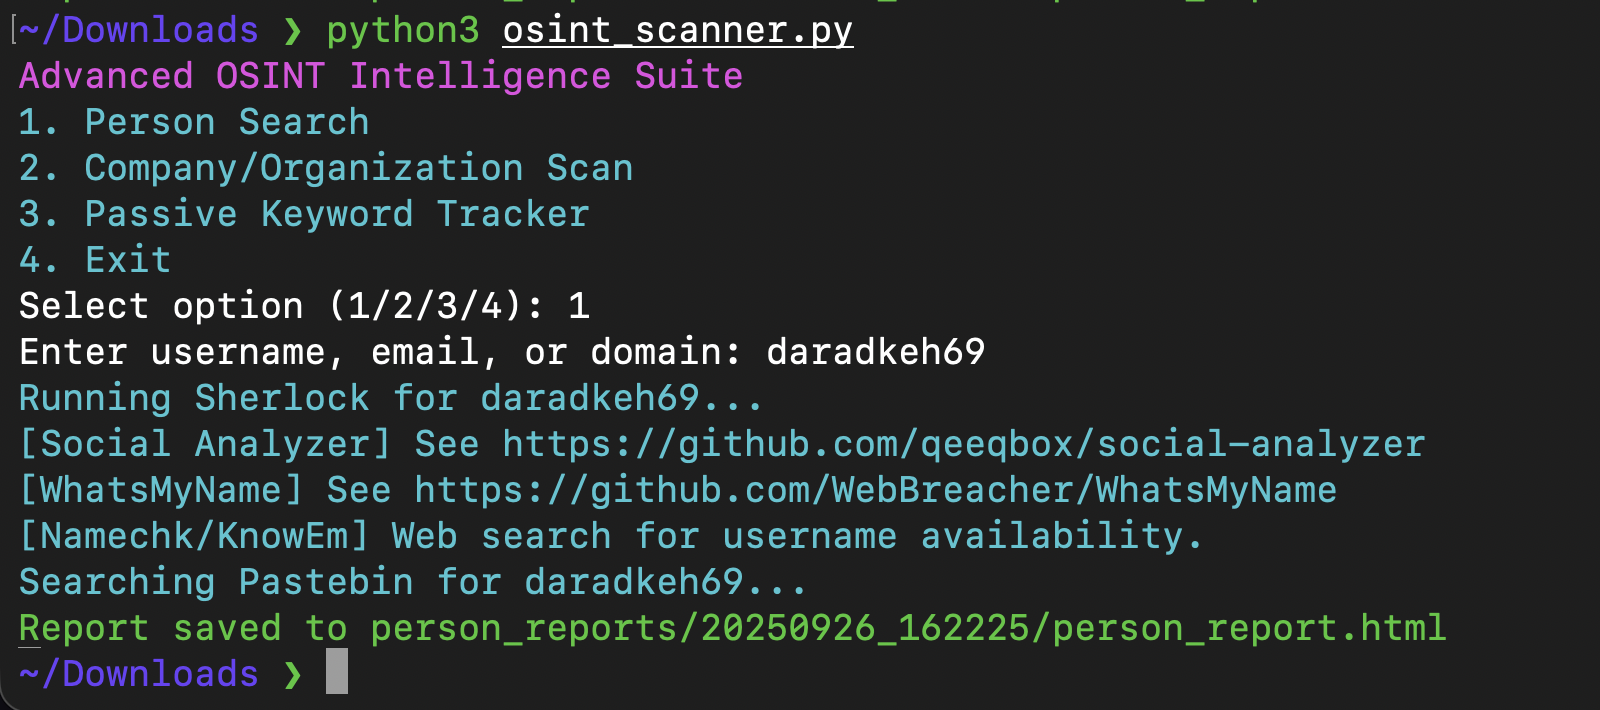 ~/Downloads ❯ python3 osint_scanner.py
Advanced OSINT Intelligence Suite
1. Person Search
2. Company/Organization Scan
3. Passive Keyword Tracker
4. Exit
Select option (1/2/3/4): 1
Enter username, email, or domain: daradkeh69
Running Sherlock for daradkeh69...
[Social Analyzer] See https://github.com/qeeqbox/social-analyzer
[WhatsMyName] See https://github.com/WebBreacher/WhatsMyName
[Namechk/KnowEm] Web search for username availability.
Searching Pastebin for daradkeh69...
Report saved to person_reports/20250926_162225/person_report.html
~/Downloads ❯